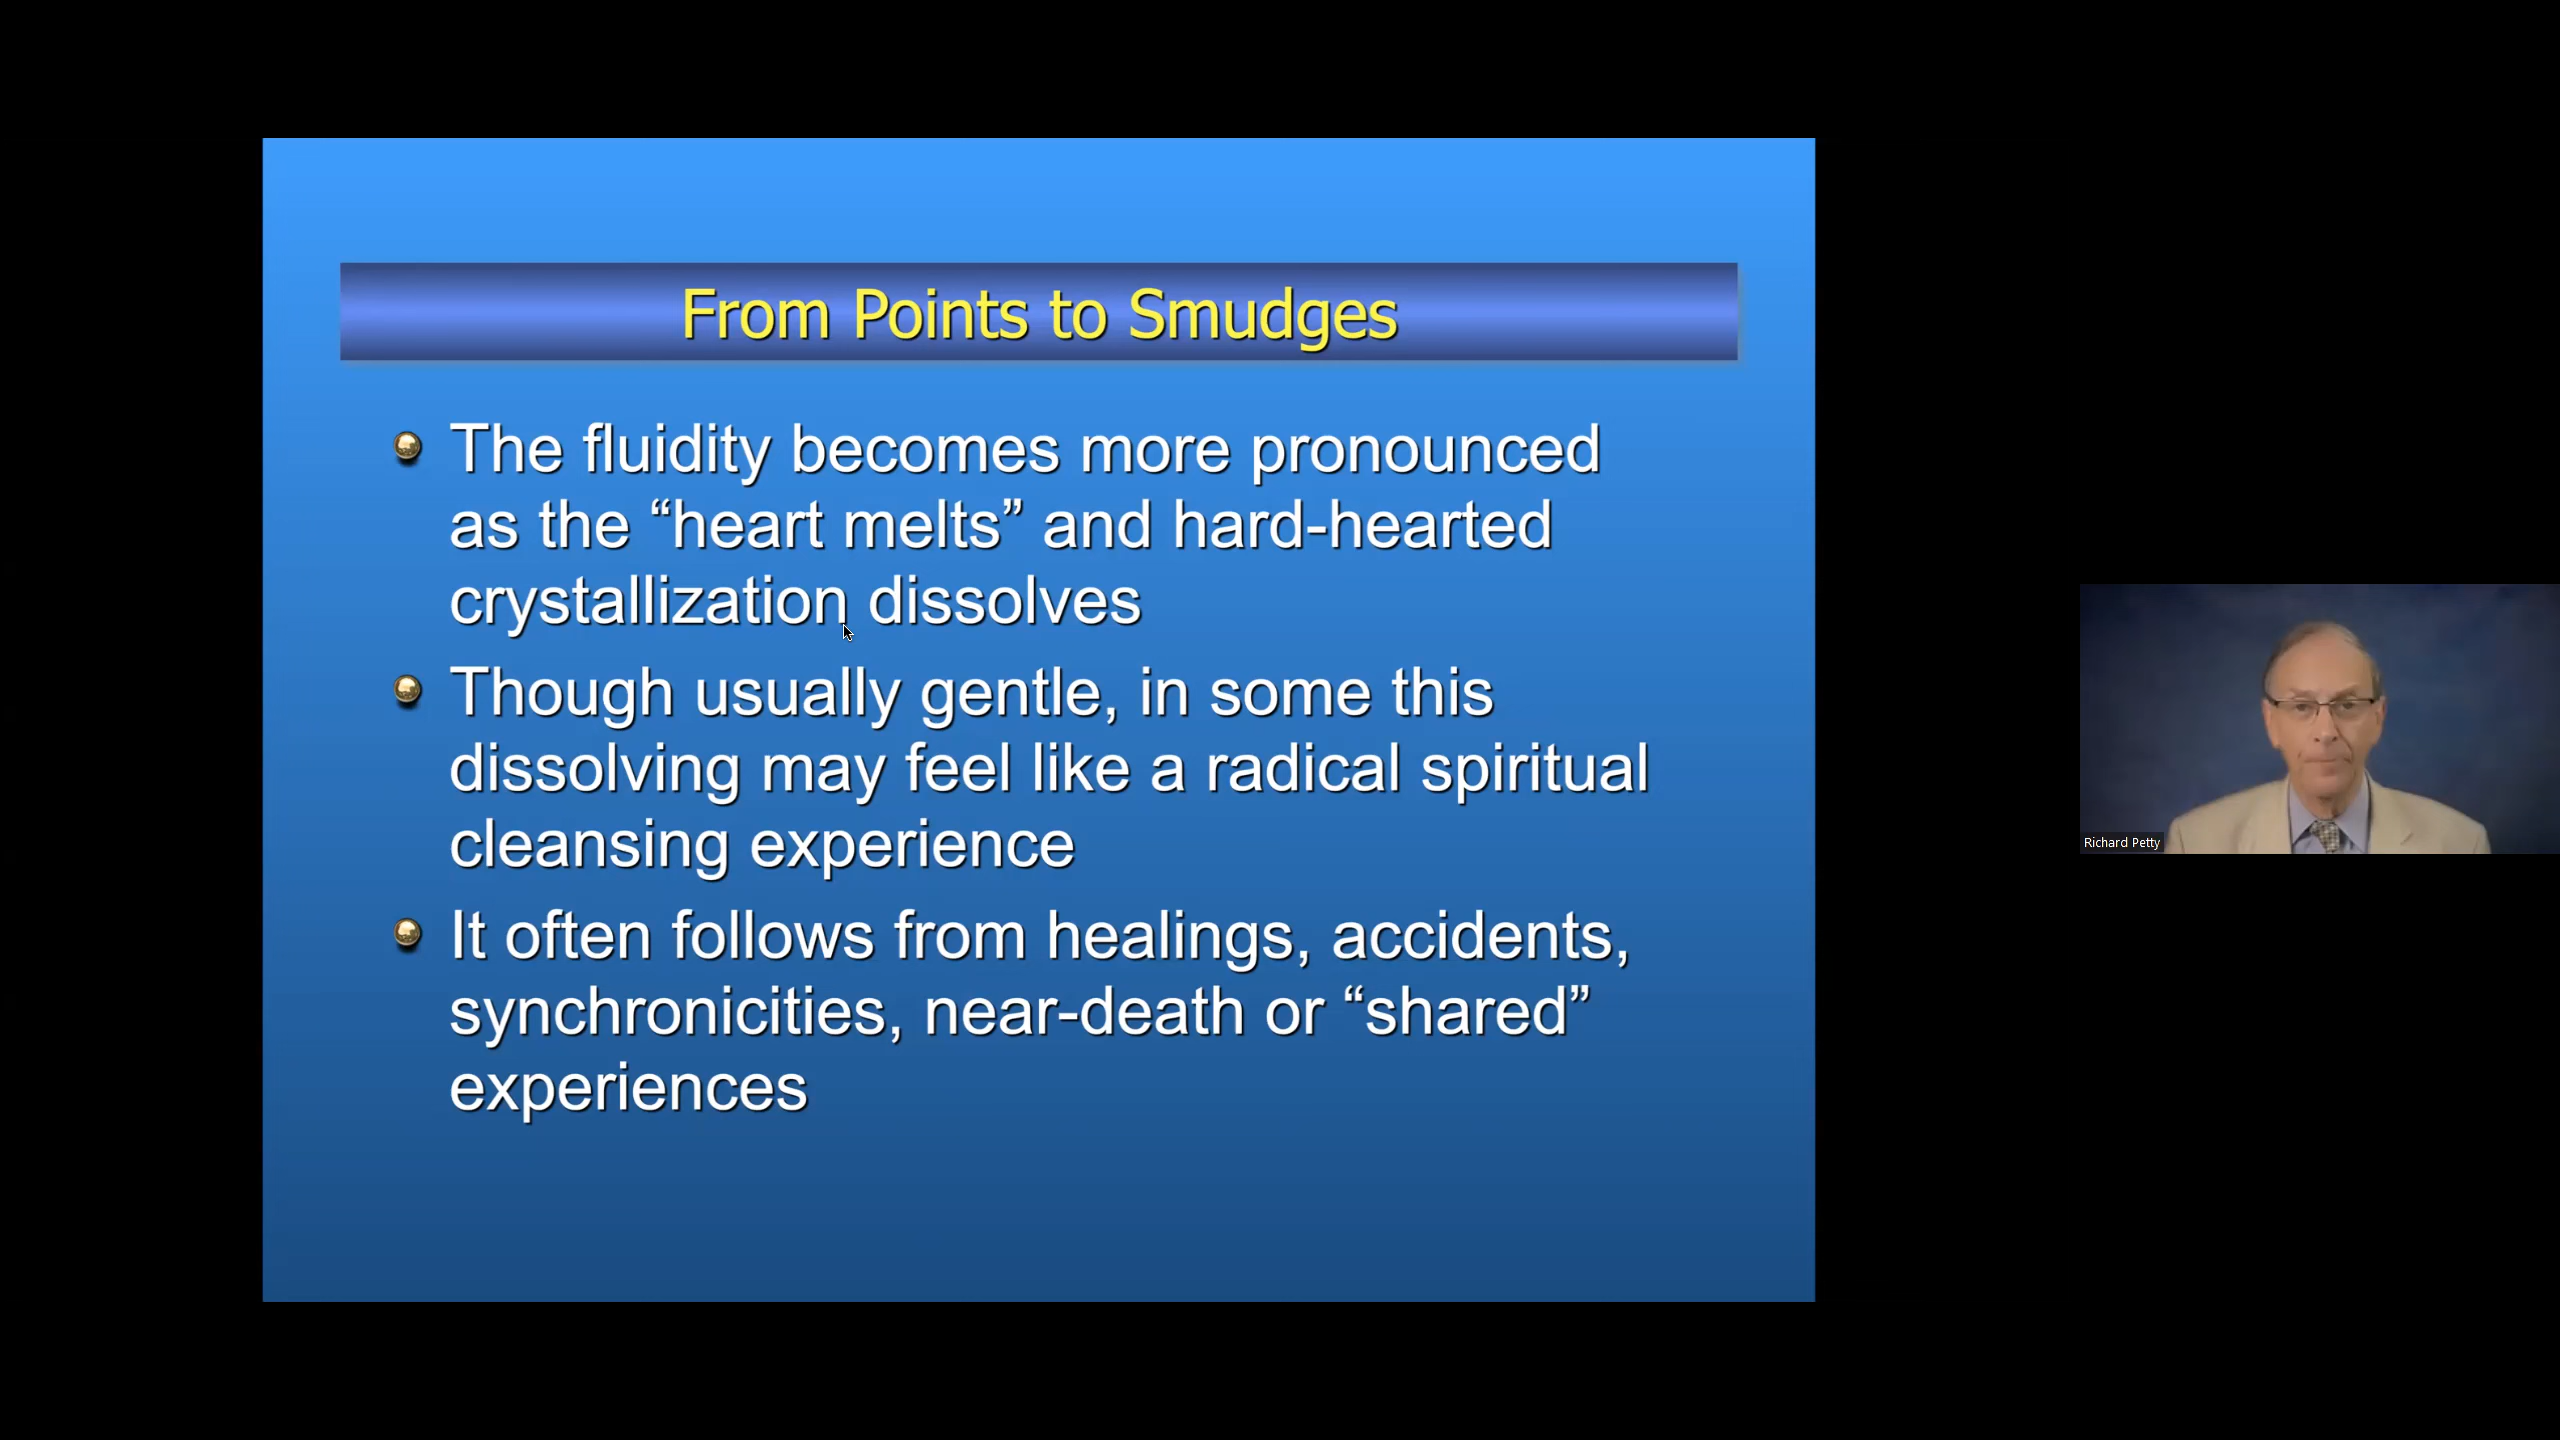 From Points to Smudges
The fluidity becomes more pronounced
as the “heart melts” and hard-hearted
crystallization dissolves
Though usually gentle, in some this
dissolving may feel like a radical spiritual
cleansing experience
It often follows from healings, accidents,
synchronicities, near-death or “shared”
experiences
Richard Petty